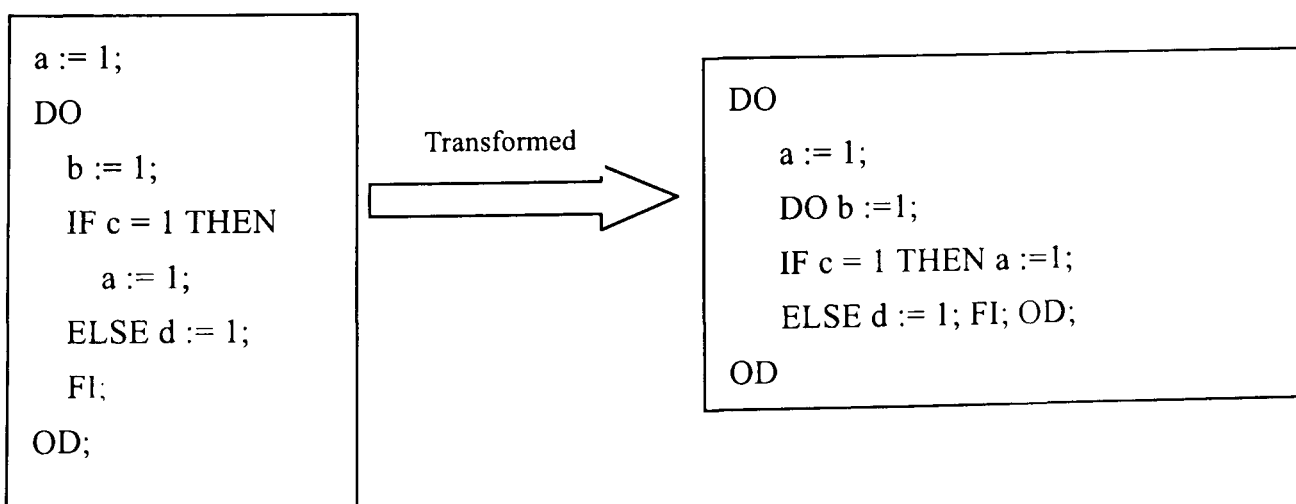 a := 1;
DO
b := 1;
IF c = 1 THEN
a := 1;
ELSE d := 1;
FI;
OD;
Transformed
DO
a := 1;
DO b :=1;
IF c = 1 THEN a :=1;
ELSE d := 1; FI; OD;
OD